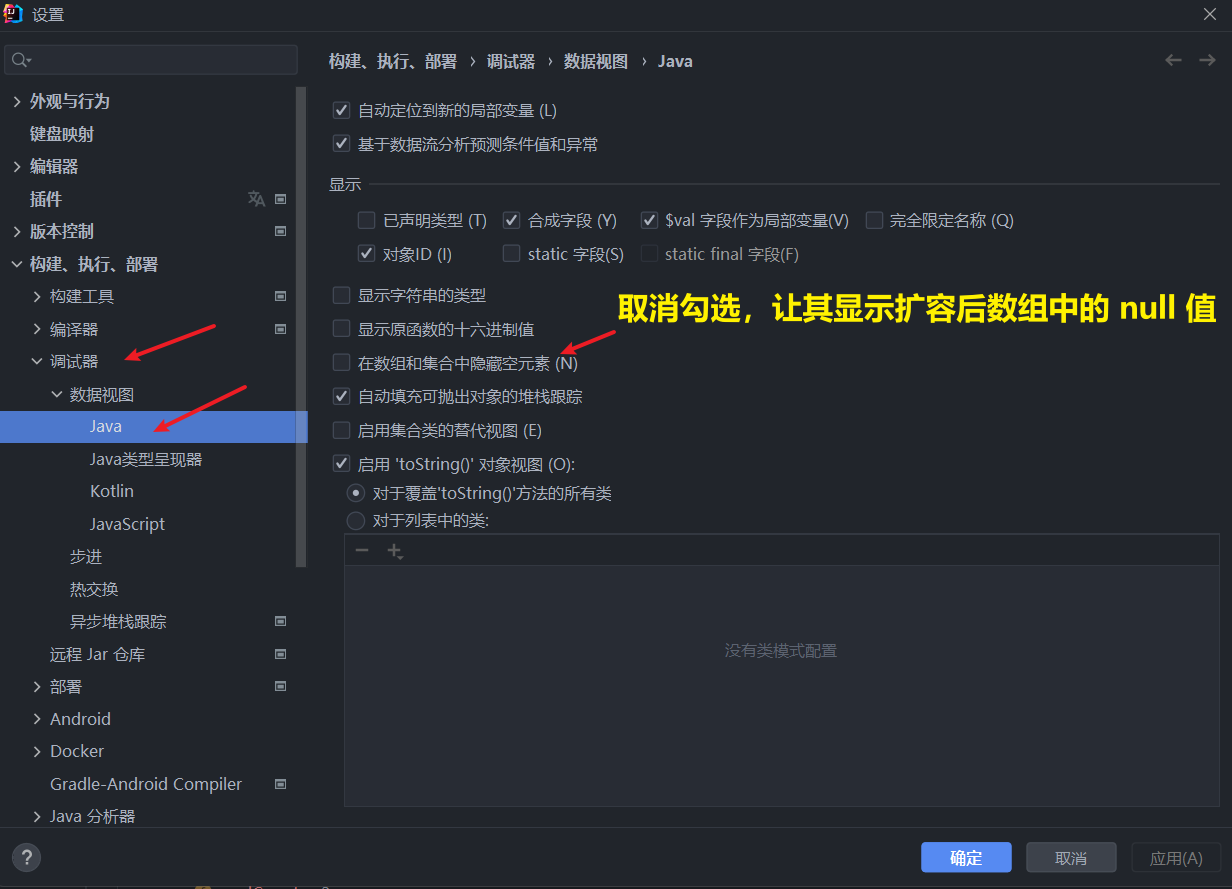 设置
外观与行为
键盘映射
编辑器
插件
版本控制
构建、执行、部署
构建工具
编译器
调试器
数据视图
Java
Java类型呈现器
Kotlin
JavaScript
步进
热交换
异步堆栈跟踪
远程 Jar 仓库
部署
Android
Docker
Gradle-Android Compiler
Java 分析器
构建、执行、部署 › 调试器 › 数据视图 › Java
自动定位到新的局部变量 (L)
基于数据流分析预测条件值和异常
显示
已声明类型 (T) 合成字段 (Y) $val 字段作为局部变量(V) 完全限定名称 (Q)
对象ID (I) static 字段(S) static final 字段(F)
显示字符串的类型
取消勾选，让其显示扩容后数组中的 null 值
显示原函数的十六进制值
在数组和集合中隐藏空元素 (N)
自动填充可抛出对象的堆栈跟踪
启用集合类的替代视图 (E)
启用 'toString()' 对象视图 (O):
对于覆盖'toString()'方法的所有类
对于列表中的类:
没有类模式配置
?
确定 取消 应用(A)